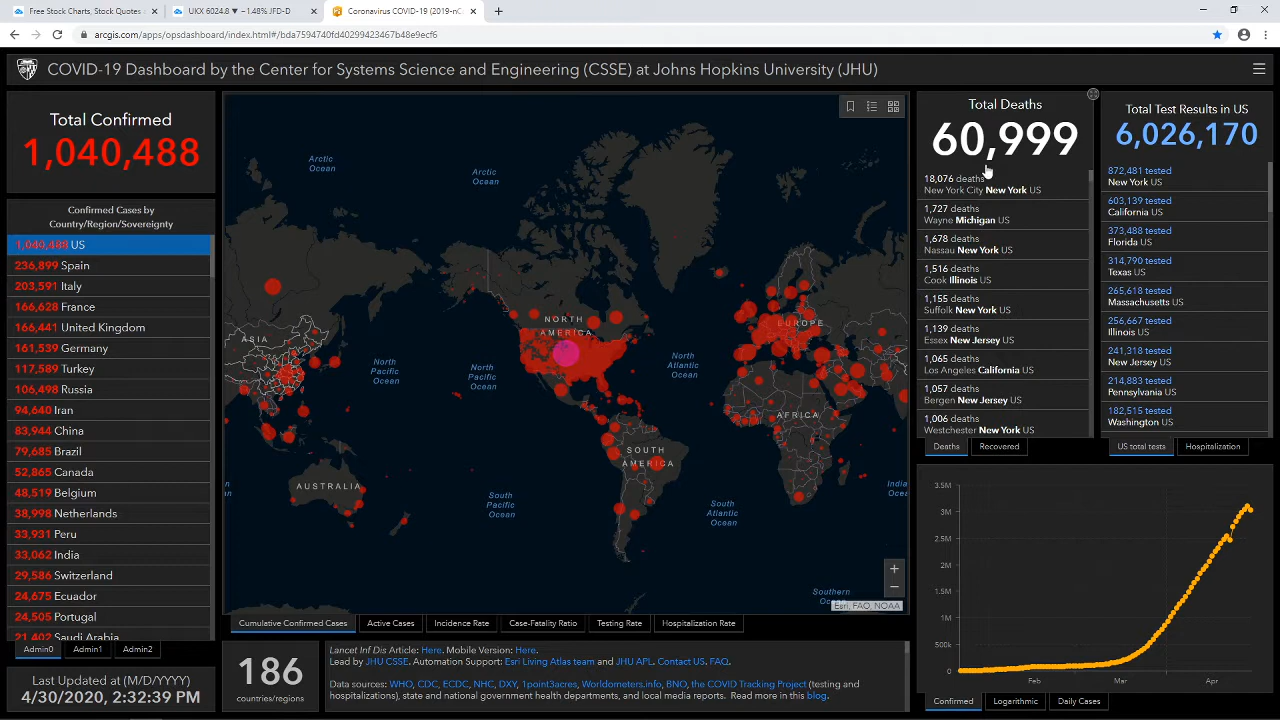 Free Stock Charts, Stock Quotes
UKX 6024.8 ▼ −1.48% JFD-D
Coronavirus COVID-19 (2019-nC
arcgis.com/apps/opsdashboard/index.html#/bda7594740fd40299423467b48e9ecf6
COVID-19 Dashboard by the Center for Systems Science and Engineering (CSSE) at Johns Hopkins University (JHU)
Total Confirmed
1,040,488
Confirmed Cases by
Country/Region/Sovereignty
1,040,488 US
236,899 Spain
203,591 Italy
166,628 France
166,441 United Kingdom
161,539 Germany
117,589 Turkey
106,498 Russia
94,640 Iran
83,944 China
79,685 Brazil
52,865 Canada
48,519 Belgium
38,998 Netherlands
33,931 Peru
33,062 India
29,586 Switzerland
24,675 Ecuador
24,505 Portugal
21,402 Saudi Arabia
Admin0 Admin1 Admin2
Last Updated at (M/D/YYYY)
4/30/2020, 2:32:39 PM
Arctic
Ocean
Arctic
Ocean
NORTH
AMERICA
EUROPE
ASIA
North
Pacific
Ocean
North
Pacific
Ocean
North
Atlantic
Ocean
AFRICA
SOUTH
AMERICA
AUSTRALIA
South
Pacific
Ocean
South
Atlantic
Ocean
India
Ocea
Southern
Esri, FAO, NOAA
Cumulative Confirmed Cases Active Cases Incidence Rate Case-Fatality Ratio Testing Rate Hospitalization Rate
186
countries/regions
Lancet Inf Dis Article: Here. Mobile Version: Here.
Lead by JHU CSSE. Automation Support: Esri Living Atlas team and JHU APL. Contact US. FAQ.
Data sources: WHO, CDC, ECDC, NHC, DXY, 1point3acres, Worldometers.info, BNO, the COVID Tracking Project (testing and
hospitalizations), state and national government health departments, and local media reports. Read more in this blog.
Total Deaths
60,999
18,076 deaths
New York City New York US
1,727 deaths
Wayne Michigan US
1,678 deaths
Nassau New York US
1,516 deaths
Cook Illinois US
1,155 deaths
Suffolk New York US
1,139 deaths
Essex New Jersey US
1,065 deaths
Los Angeles California US
1,057 deaths
Bergen New Jersey US
1,006 deaths
Westchester New York US
Deaths Recovered
Total Test Results in US
6,026,170
872,481 tested
New York US
603,139 tested
California US
373,488 tested
Florida US
314,790 tested
Texas US
265,618 tested
Massachusetts US
256,667 tested
Illinois US
241,318 tested
New Jersey US
214,883 tested
Pennsylvania US
182,515 tested
Washington US
US total tests Hospitalization
3.5M
3M
2.5M
2M
1.5M
1M
500k
0
Feb Mar Apr
Confirmed Logarithmic Daily Cases